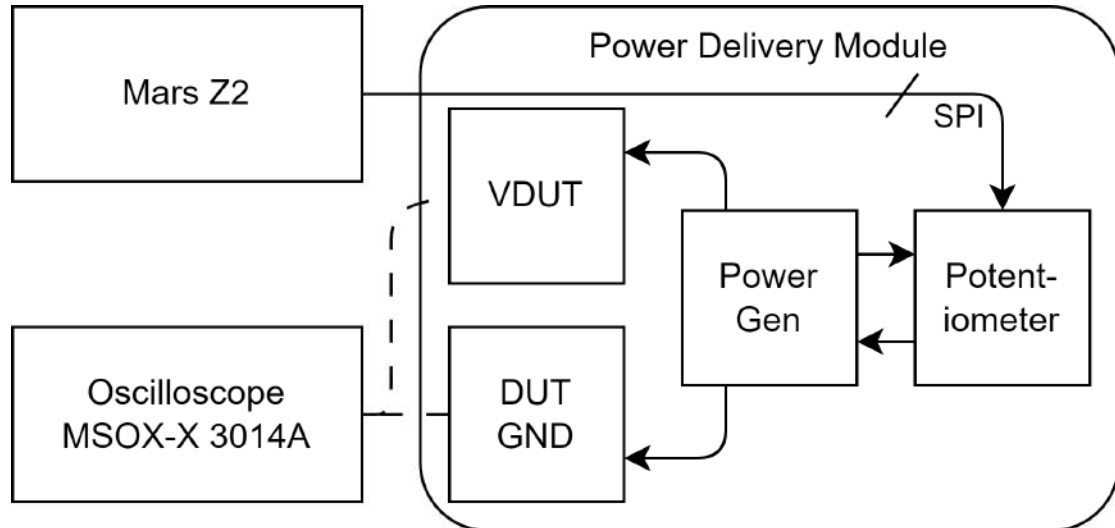 Power Delivery Module
Mars Z2
SPI
VDUT
Power
Gen
Potent-
iometer
Oscilloscope
MSOX-X 3014A
DUT
GND